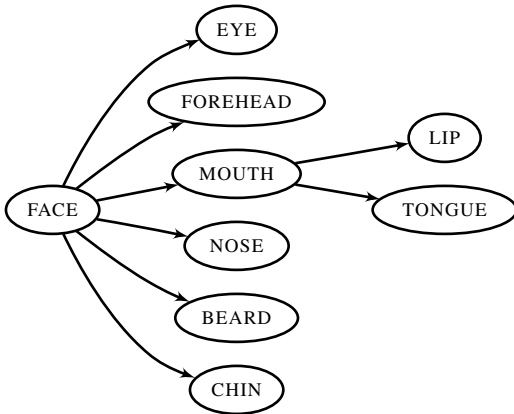 EYE
FOREHEAD
LIP
MOUTH
FACE
TONGUE
NOSE
BEARD
CHIN